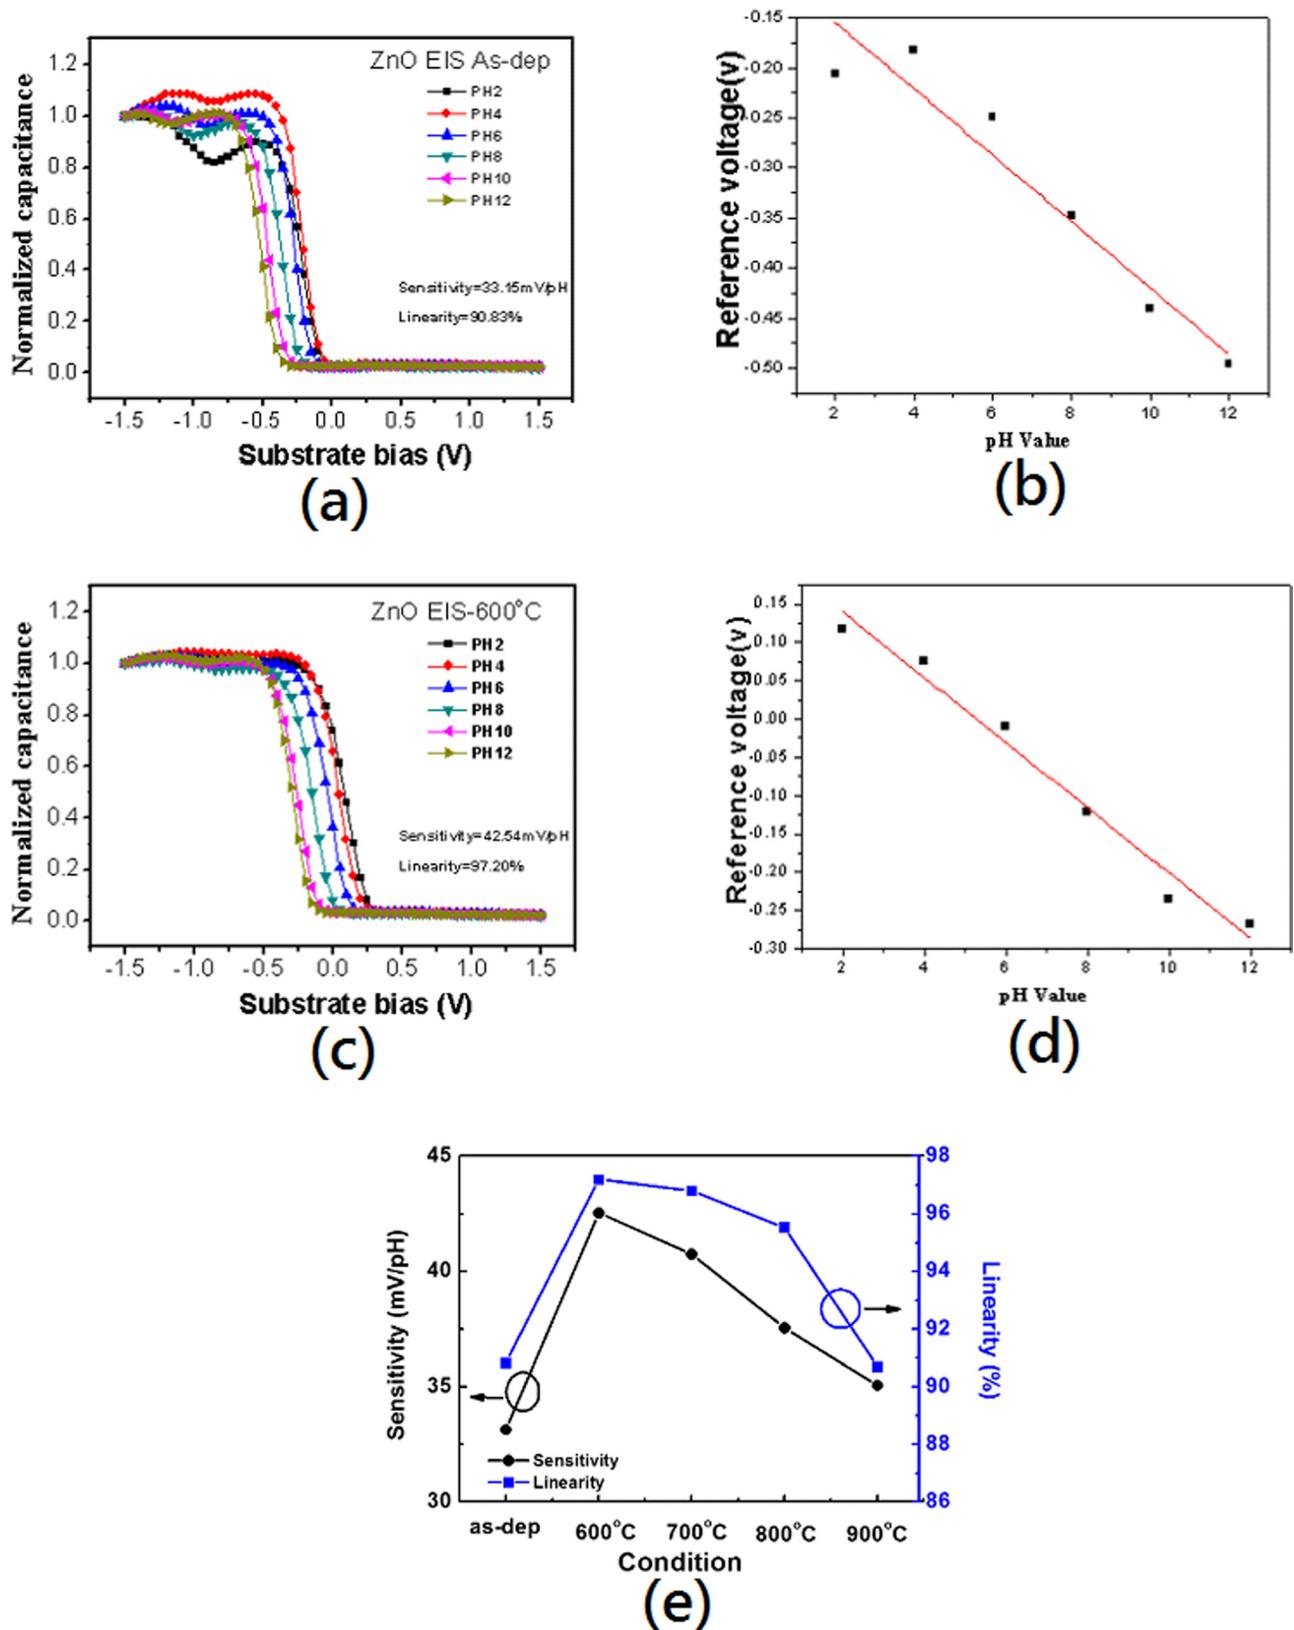 ZnO EIS As-dep
PH2
PH4
PH6
PH8
PH10
PH12
Sensitivity=33.15mV/pH
Linearity=90.83%
Normalized capacitance
1.2
1.0
0.8
0.6
0.4
0.2
0.0
-1.5 -1.0 -0.5 0.0 0.5 1.0 1.5
Substrate bias (V)
(a)
Reference voltage(v)
-0.15
-0.20
-0.25
-0.30
-0.35
-0.40
-0.45
-0.50
2 4 6 8 10 12
pH Value
(b)
ZnO EIS-600°C
PH2
PH4
PH6
PH8
PH10
PH12
Sensitivity=42.54mV/pH
Linearity=97.20%
Normalized capacitance
1.2
1.0
0.8
0.6
0.4
0.2
0.0
-1.5 -1.0 -0.5 0.0 0.5 1.0 1.5
Substrate bias (V)
(c)
Reference voltage(v)
0.15
0.10
0.05
0.00
-0.05
-0.10
-0.15
-0.20
-0.25
-0.30
2 4 6 8 10 12
pH Value
(d)
Sensitivity (mV/pH)
45
40
35
30
98
96
94
92
90
88
86
Linearity (%)
Sensitivity
Linearity
as-dep 600°C 700°C 800°C 900°C
Condition
(e)